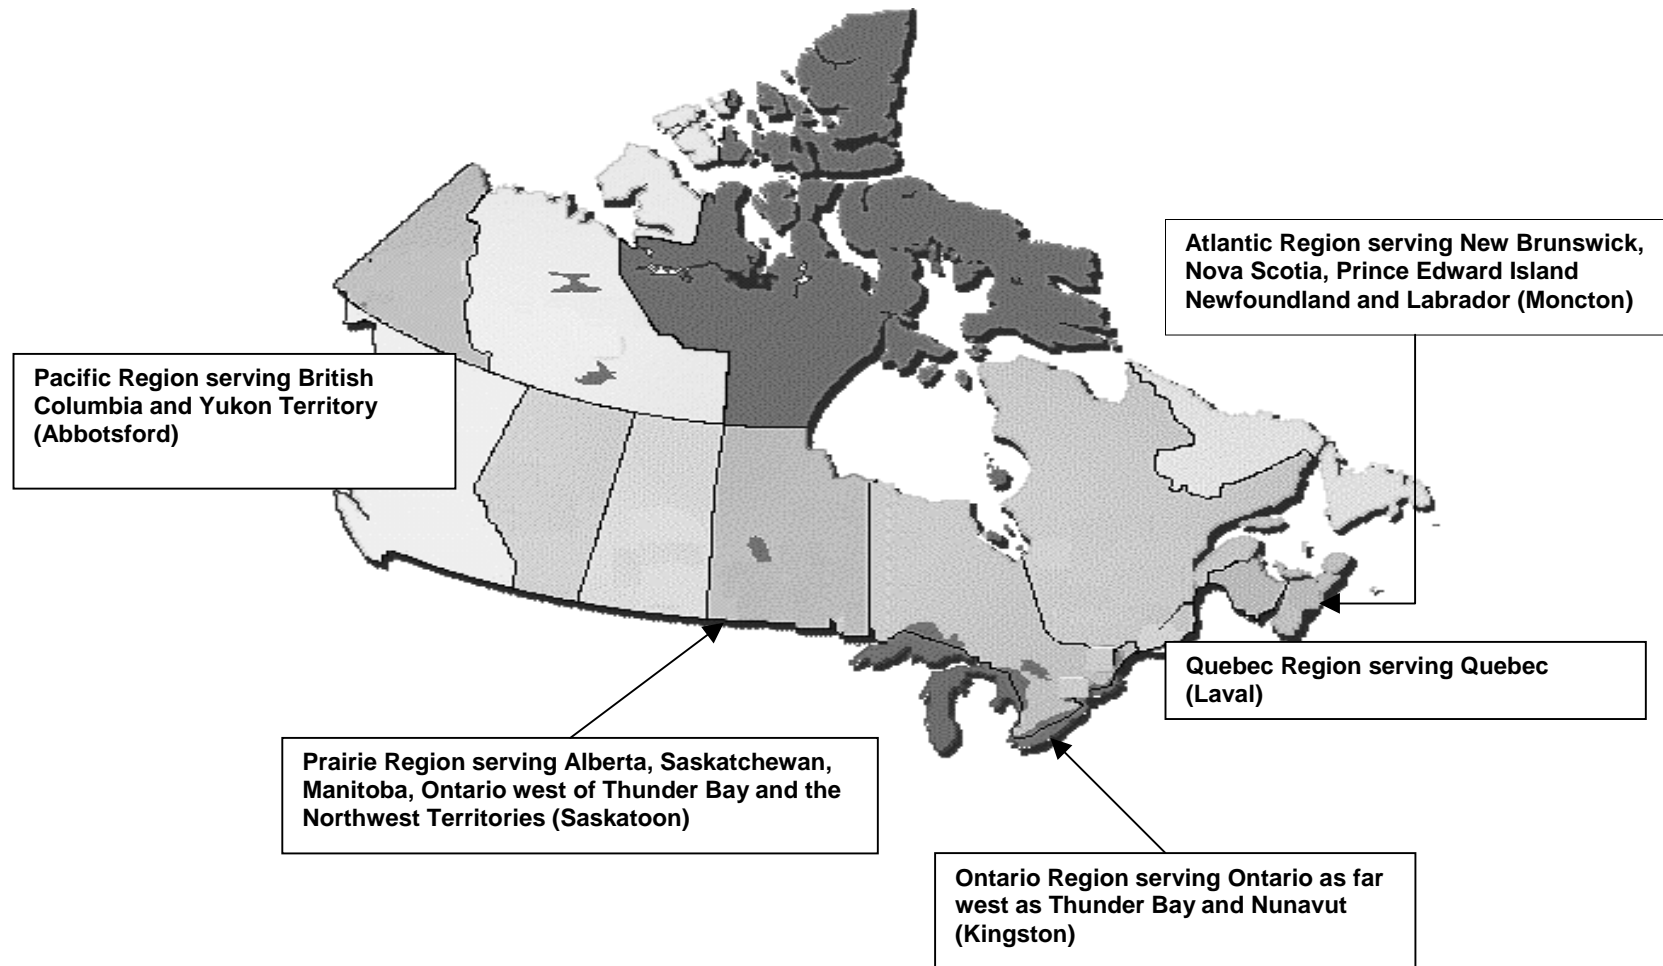 Atlantic Region serving New Brunswick,
Nova Scotia, Prince Edward Island
Newfoundland and Labrador (Moncton)
Pacific Region serving British
Columbia and Yukon Territory
(Abbotsford)
Quebec Region serving Quebec
(Laval)
Prairie Region serving Alberta, Saskatchewan,
Manitoba, Ontario west of Thunder Bay and the
Northwest Territories (Saskatoon)
Ontario Region serving Ontario as far
west as Thunder Bay and Nunavut
(Kingston)